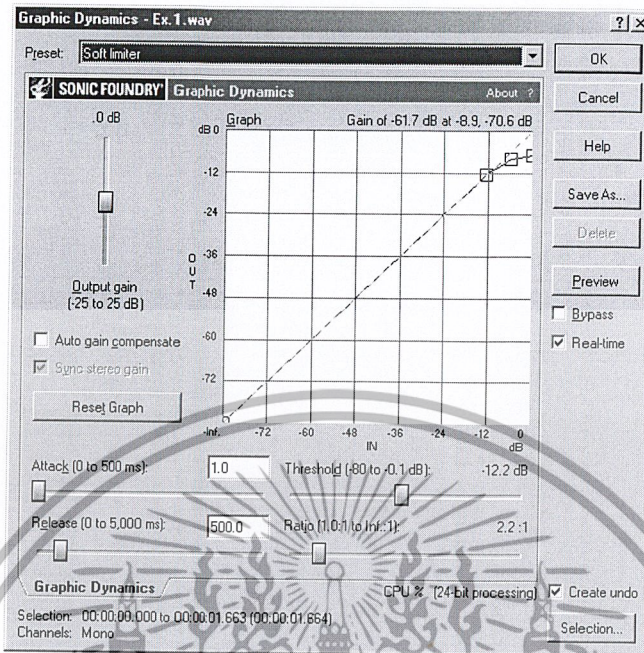 Graphic Dynamics - Ex.1.wav
Preset: Soft limiter
OK
SONIC FOUNDRY Graphic Dynamics About ?
Cancel
.0 dB
Graph Gain of -61.7 dB at -8.9, -70.6 dB
dB 0
Help
-12
Save As...
-24
Delete
-36
OUT
Output gain
(-25 to 25 dB)
-48
Preview
Bypass
Auto gain compensate
-60
Real-time
Sync stereo gain
-72
Reset Graph
-Inf. -72 -60 -48 -36 -24 -12 0
IN dB
Attack (0 to 500 ms): 1.0 Threshold (-80 to -0.1 dB): -12.2 dB
Release (0 to 5,000 ms): 500.0 Ratio (1.0:1 to Inf.:1): 2.2 :1
Graphic Dynamics CPU % (24-bit processing) Create undo
Selection: 00:00:00.000 to 00:00:01.663 (00:00:01.664)
Channels: Mono
Selection...